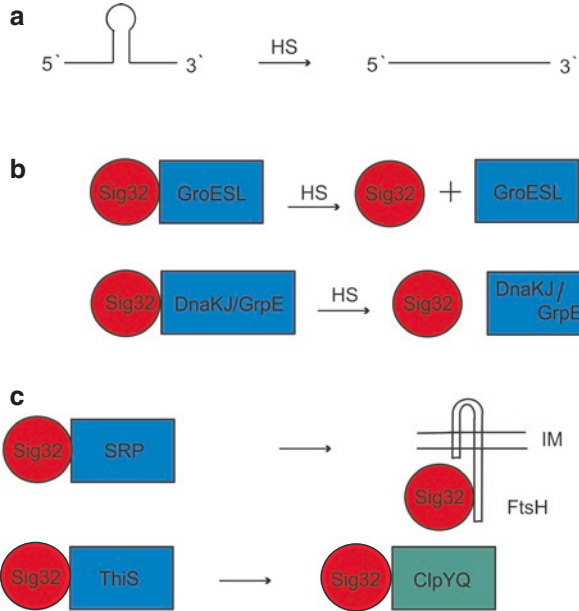 a
HS
5` 3` 5` 3`
b
Sig32 GroESL HS Sig32 + GroESL
Sig32 DnaKJ/GrpE HS Sig32 DnaKJ/
GrpE
c
Sig32 SRP Sig32 IM
FtsH
Sig32 ThiS Sig32 ClpYQ